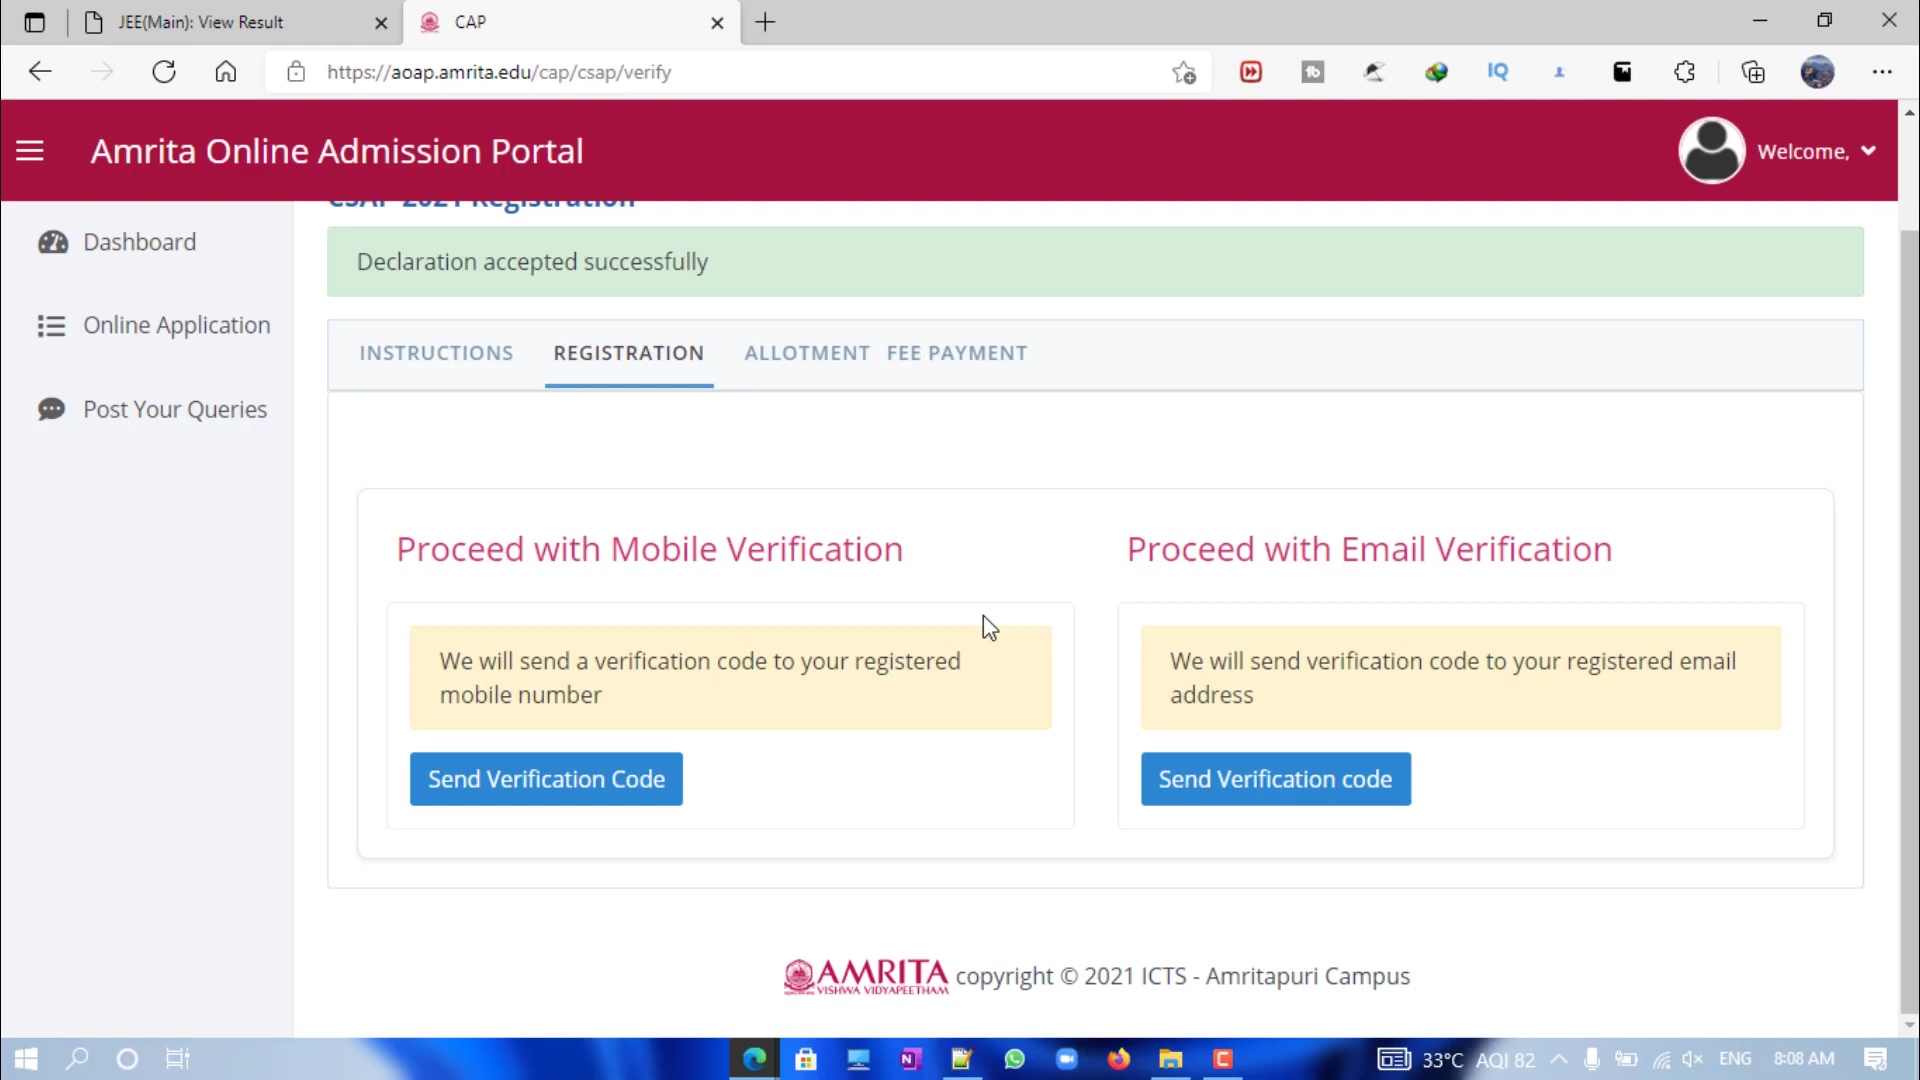 JEE(Main): View Result
CAP
https://aoap.amrita.edu/cap/csap/verify
IQ
Amrita Online Admission Portal
Welcome,
CSAP 2021 Registration
Dashboard
Declaration accepted successfully
Online Application
INSTRUCTIONS REGISTRATION ALLOTMENT FEE PAYMENT
Post Your Queries
Proceed with Mobile Verification
We will send a verification code to your registered
mobile number
Send Verification Code
Proceed with Email Verification
We will send verification code to your registered email
address
Send Verification code
AMRITA
VISHWA VIDYAPEETHAM
copyright © 2021 ICTS - Amritapuri Campus
33°C AQI 82
ENG
8:08 AM